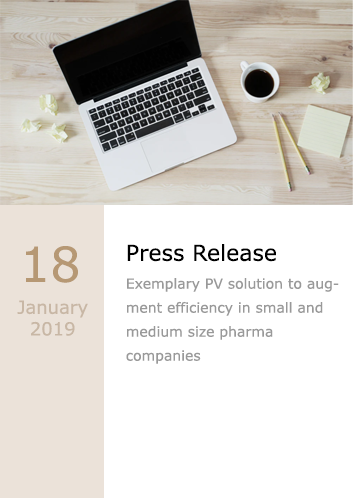 18
January
2019
Press Release
Exemplary PV solution to aug-
ment efficiency in small and
medium size pharma
companies